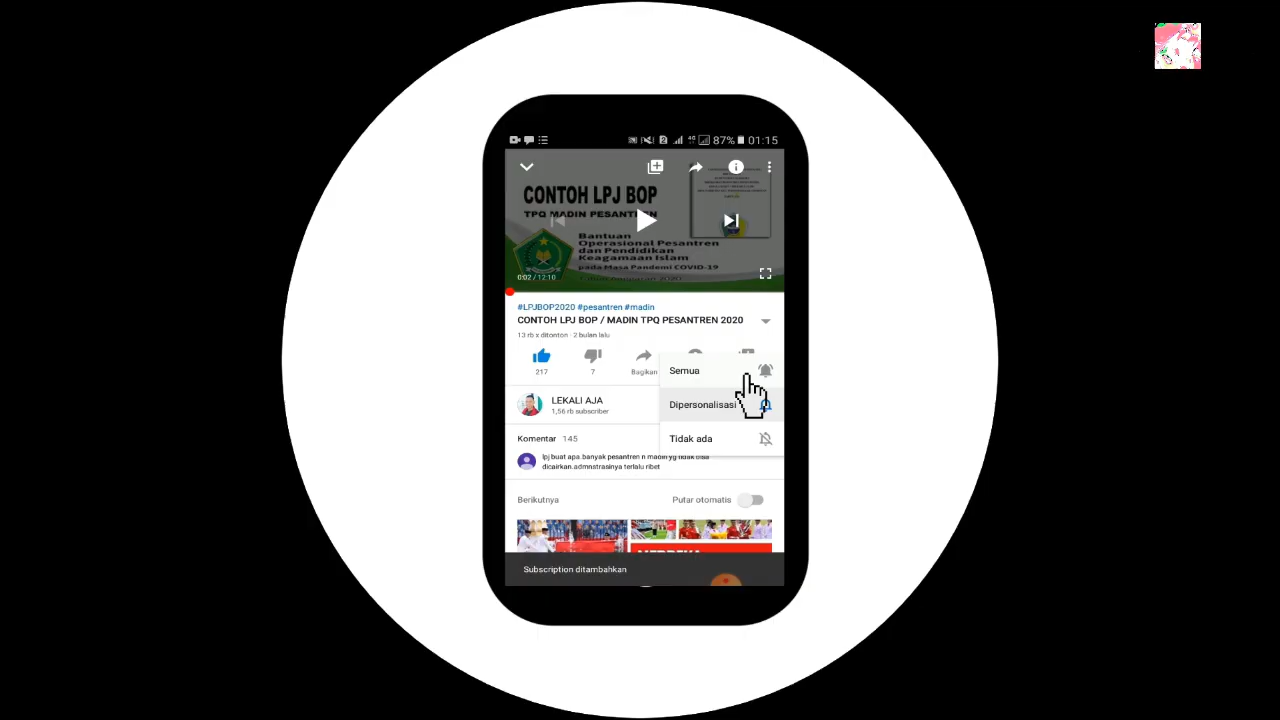 87% 01:15
CONTOH LPJ BOP
TPQ MADIN PESANTREN
Bantuan
Operasional Pesantren
dan Pendidikan
Keagamaan Islam
pada Masa Pandemi COVID-19
0:02 / 12:10
#LPJBOP2020 #pesantren #madin
CONTOH LPJ BOP / MADIN TPQ PESANTREN 2020
13 rb x ditonton · 2 bulan lalu
217
7
Bagikan
Semua
LEKALI AJA
1,56 rb subscriber
Dipersonalisasi
Komentar 145
Tidak ada
lpj buat apa.banyak pesantren n madin yg tidak bisa
dicairkan.admnstrasinya terlalu ribet
Berikutnya
Putar otomatis
MERDEKA
Subscription ditambahkan